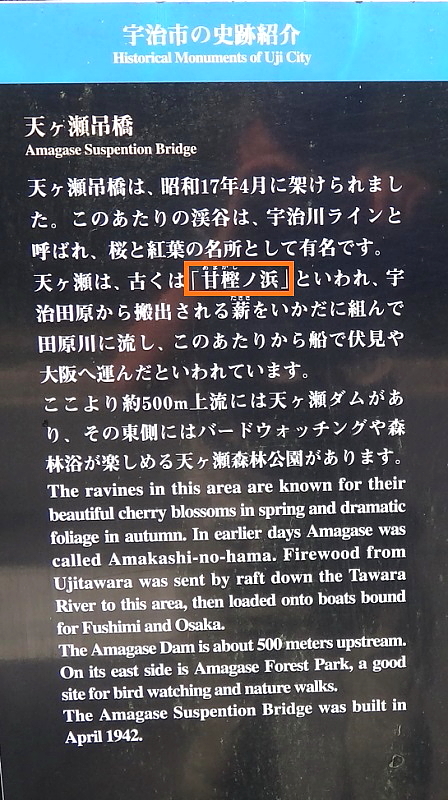 宇治市の史跡紹介
Historical Monuments of Uji City
天ヶ瀬吊橋
Amagase Suspention Bridge
天ヶ瀬吊橋は、昭和17年4月に架けられまし
た。このあたりの渓谷は、宇治川ラインと
呼ばれ、桜と紅葉の名所として有名です。
天ヶ瀬は、古くは「甘樫ノ浜」といわれ、宇
治田原から搬出される薪をいかだに組んで
田原川に流し、このあたりから船で伏見や
大阪へ運んだといわれています。
ここより約500m上流には天ヶ瀬ダムがあ
り、その東側にはバードウォッチングや森
林浴が楽しめる天ヶ瀬森林公園があります。
The ravines in this area are known for their
beautiful cherry blossoms in spring and dramatic
foliage in autumn. In earlier days Amagase was
called Amakashi-no-hama. Firewood from
Ujitawara was sent by raft down the Tawara
River to this area, then loaded onto boats bound
for Fushimi and Osaka.
The Amagase Dam is about 500 meters upstream.
On its east side is Amagase Forest Park, a good
site for bird watching and nature walks.
The Amagase Suspention Bridge was built in
April 1942.